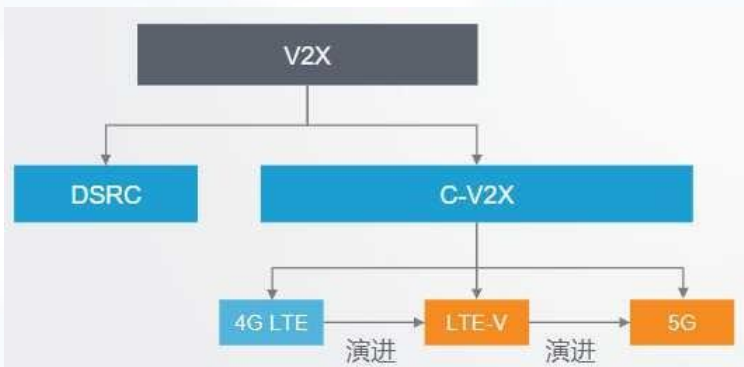 V2X
DSRC
C-V2X
4G LTE
LTE-V
5G
演进
演进